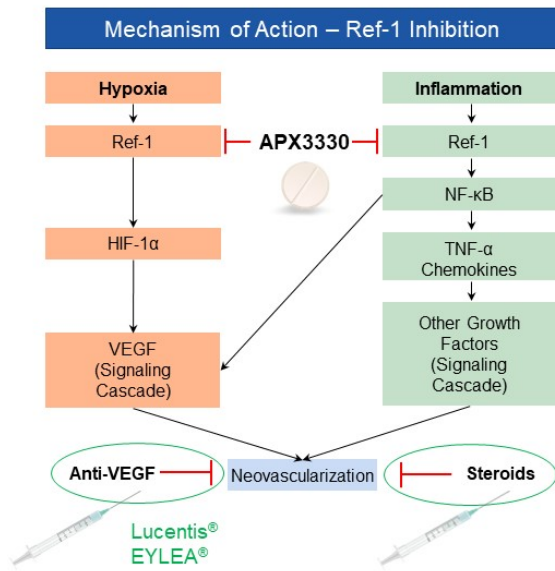 Mechanism of Action – Ref-1 Inhibition
Hypoxia
Inflammation
Ref-1
APX3330
Ref-1
NF-κB
HIF-1α
TNF-α
Chemokines
VEGF
(Signaling
Cascade)
Other Growth
Factors
(Signaling
Cascade)
Anti-VEGF
Neovascularization
Steroids
Lucentis®
EYLEA®